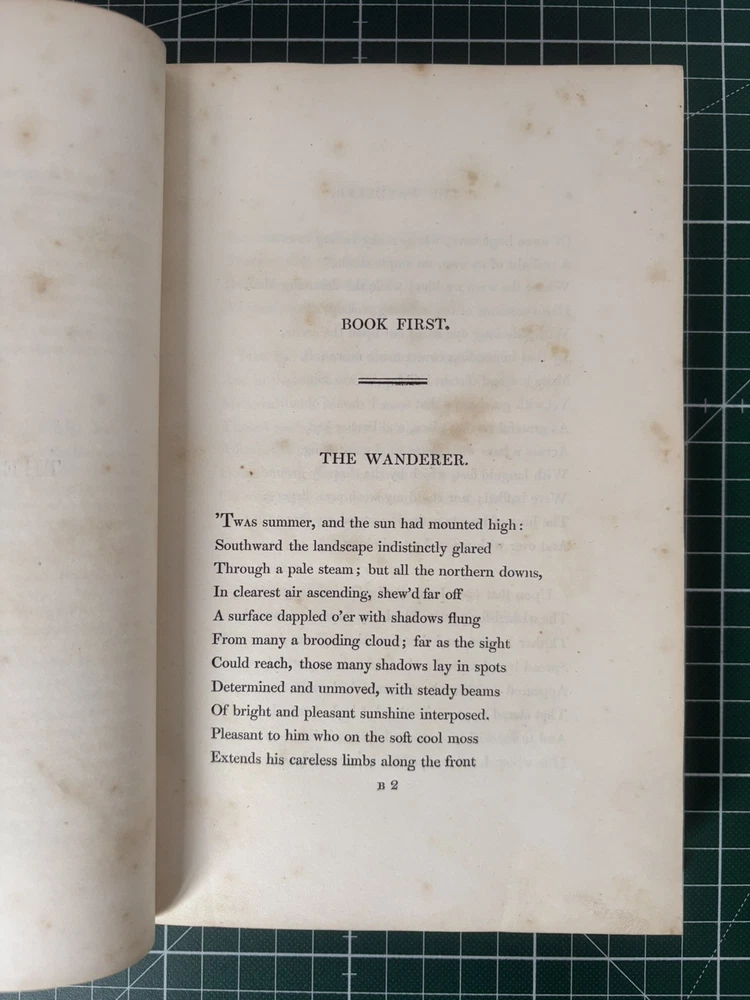 BOOK FIRST.
THE WANDERER.
’Twas summer, and the sun had mounted high:
Southward the landscape indistinctly glared
Through a pale steam; but all the northern downs,
In clearest air ascending, shew’d far off
A surface dappled o’er with shadows flung
From many a brooding cloud; far as the sight
Could reach, those many shadows lay in spots
Determined and unmoved, with steady beams
Of bright and pleasant sunshine interposed.
Pleasant to him who on the soft cool moss
Extends his careless limbs along the front
B 2